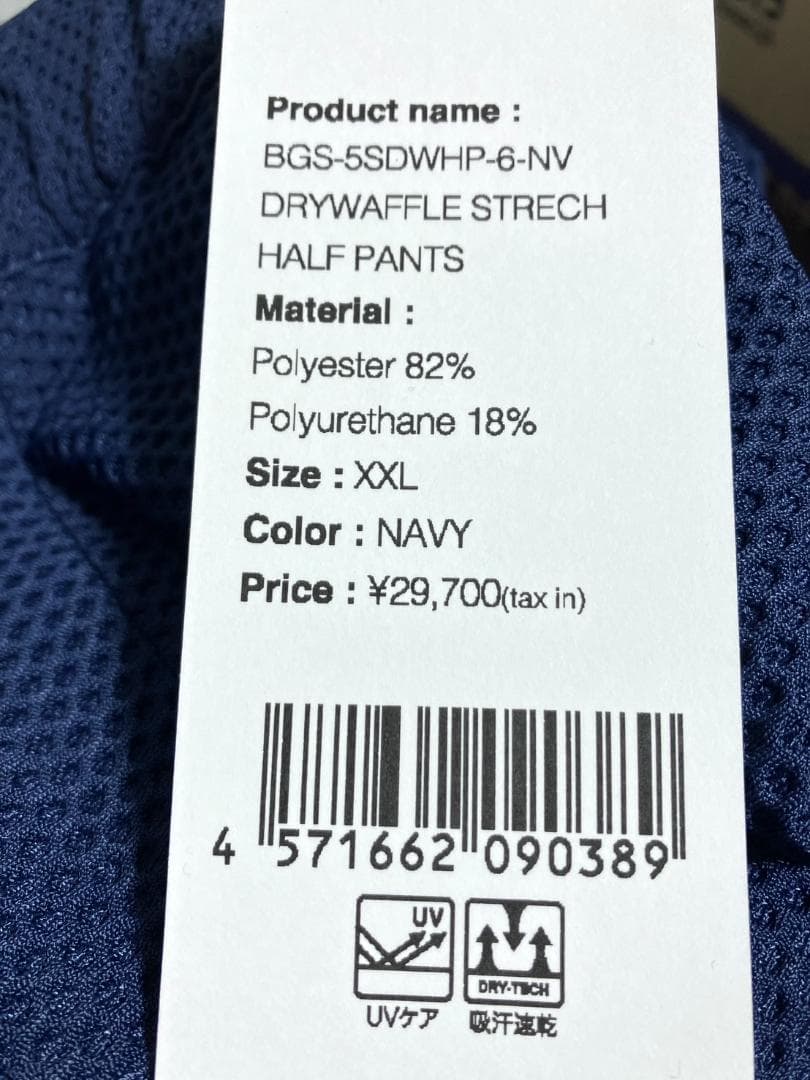 Product name :
BGS-5SDWHP-6-NV
DRYWAFFLE STRECH
HALF PANTS
Material :
Polyester 82%
Polyurethane 18%
Size : XXL
Color : NAVY
Price : ¥29,700(tax in)
4 571662 090389
UV
DRY-TECH
UVケア 吸汗速乾